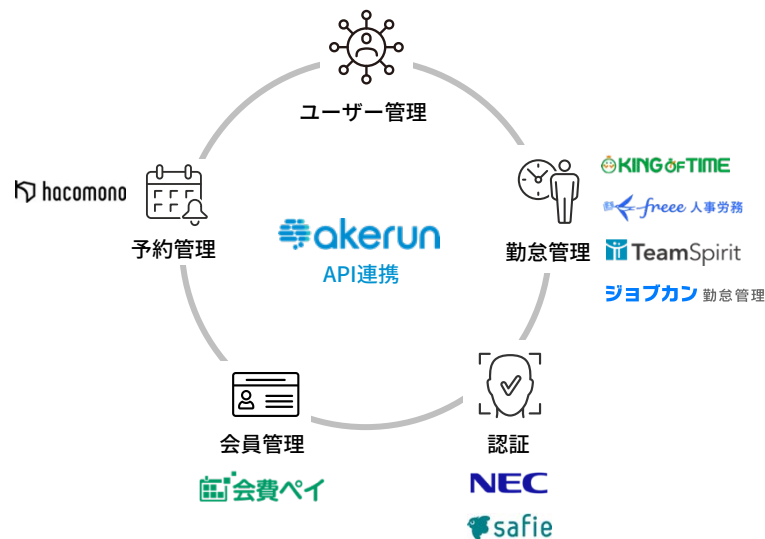 ユーザー管理
hacomono
予約管理
akerun
API連携
勤怠管理
KING OF TIME
freee 人事労務
TeamSpirit
ジョブカン 勤怠管理
会員管理
会費ペイ
認証
NEC
safie